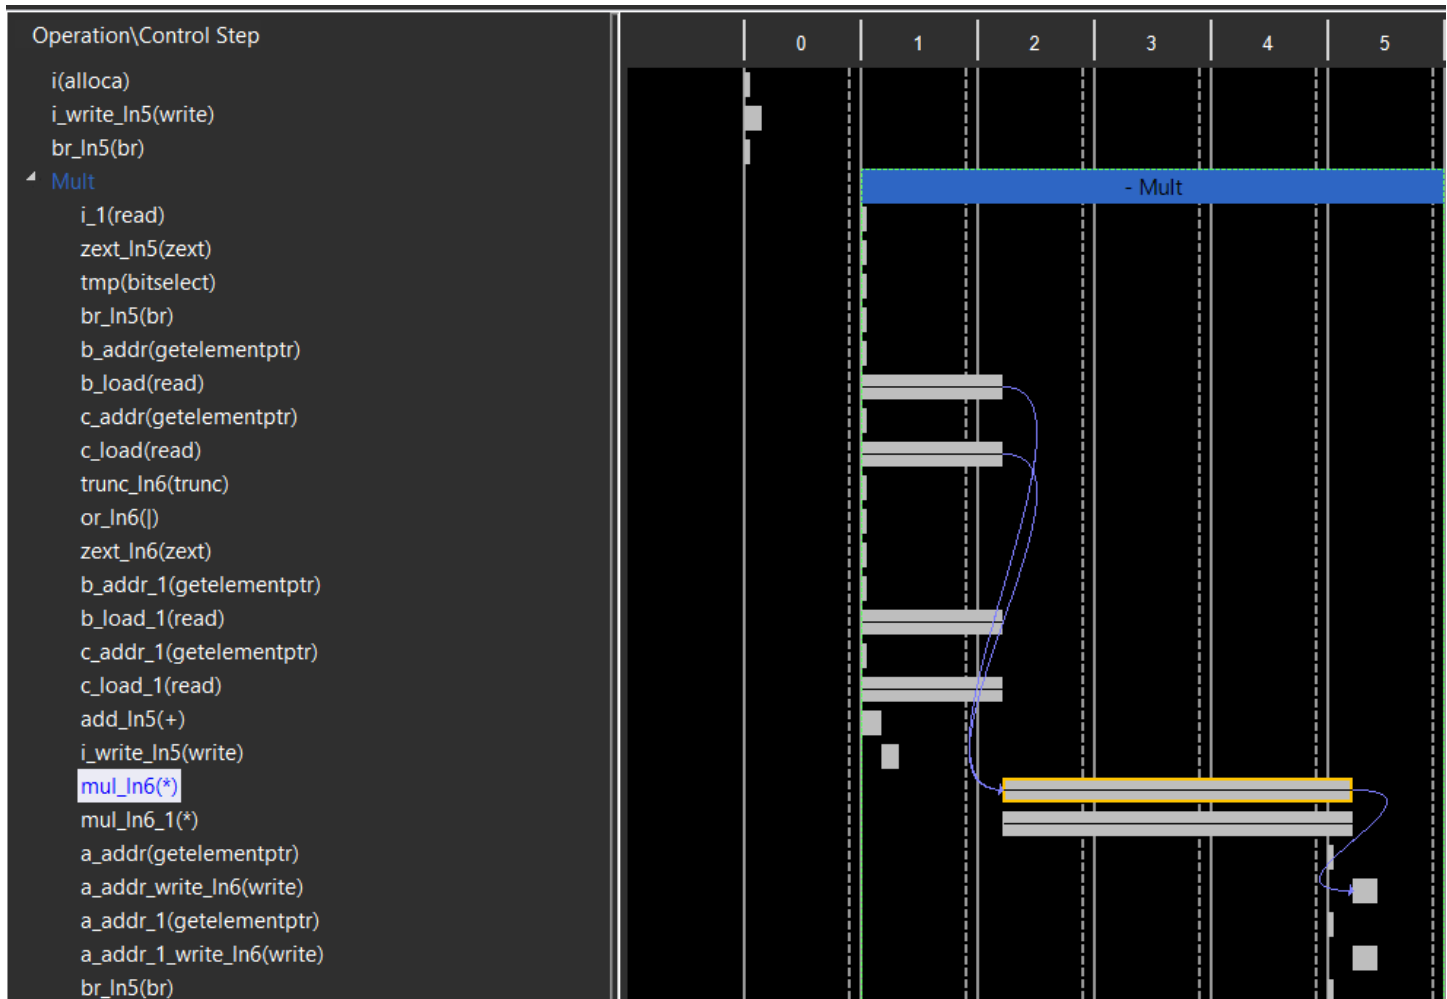 Operation\Control Step 0 1 2 3 4 5
i(alloca)
i_write_ln5(write)
br_ln5(br)
Mult - Mult
i_1(read)
zext_ln5(zext)
tmp(bitselect)
br_ln5(br)
b_addr(getelementptr)
b_load(read)
c_addr(getelementptr)
c_load(read)
trunc_ln6(trunc)
or_ln6(|)
zext_ln6(zext)
b_addr_1(getelementptr)
b_load_1(read)
c_addr_1(getelementptr)
c_load_1(read)
add_ln5(+)
i_write_ln5(write)
mul_ln6(*)
mul_ln6_1(*)
a_addr(getelementptr)
a_addr_write_ln6(write)
a_addr_1(getelementptr)
a_addr_1_write_ln6(write)
br_ln5(br)